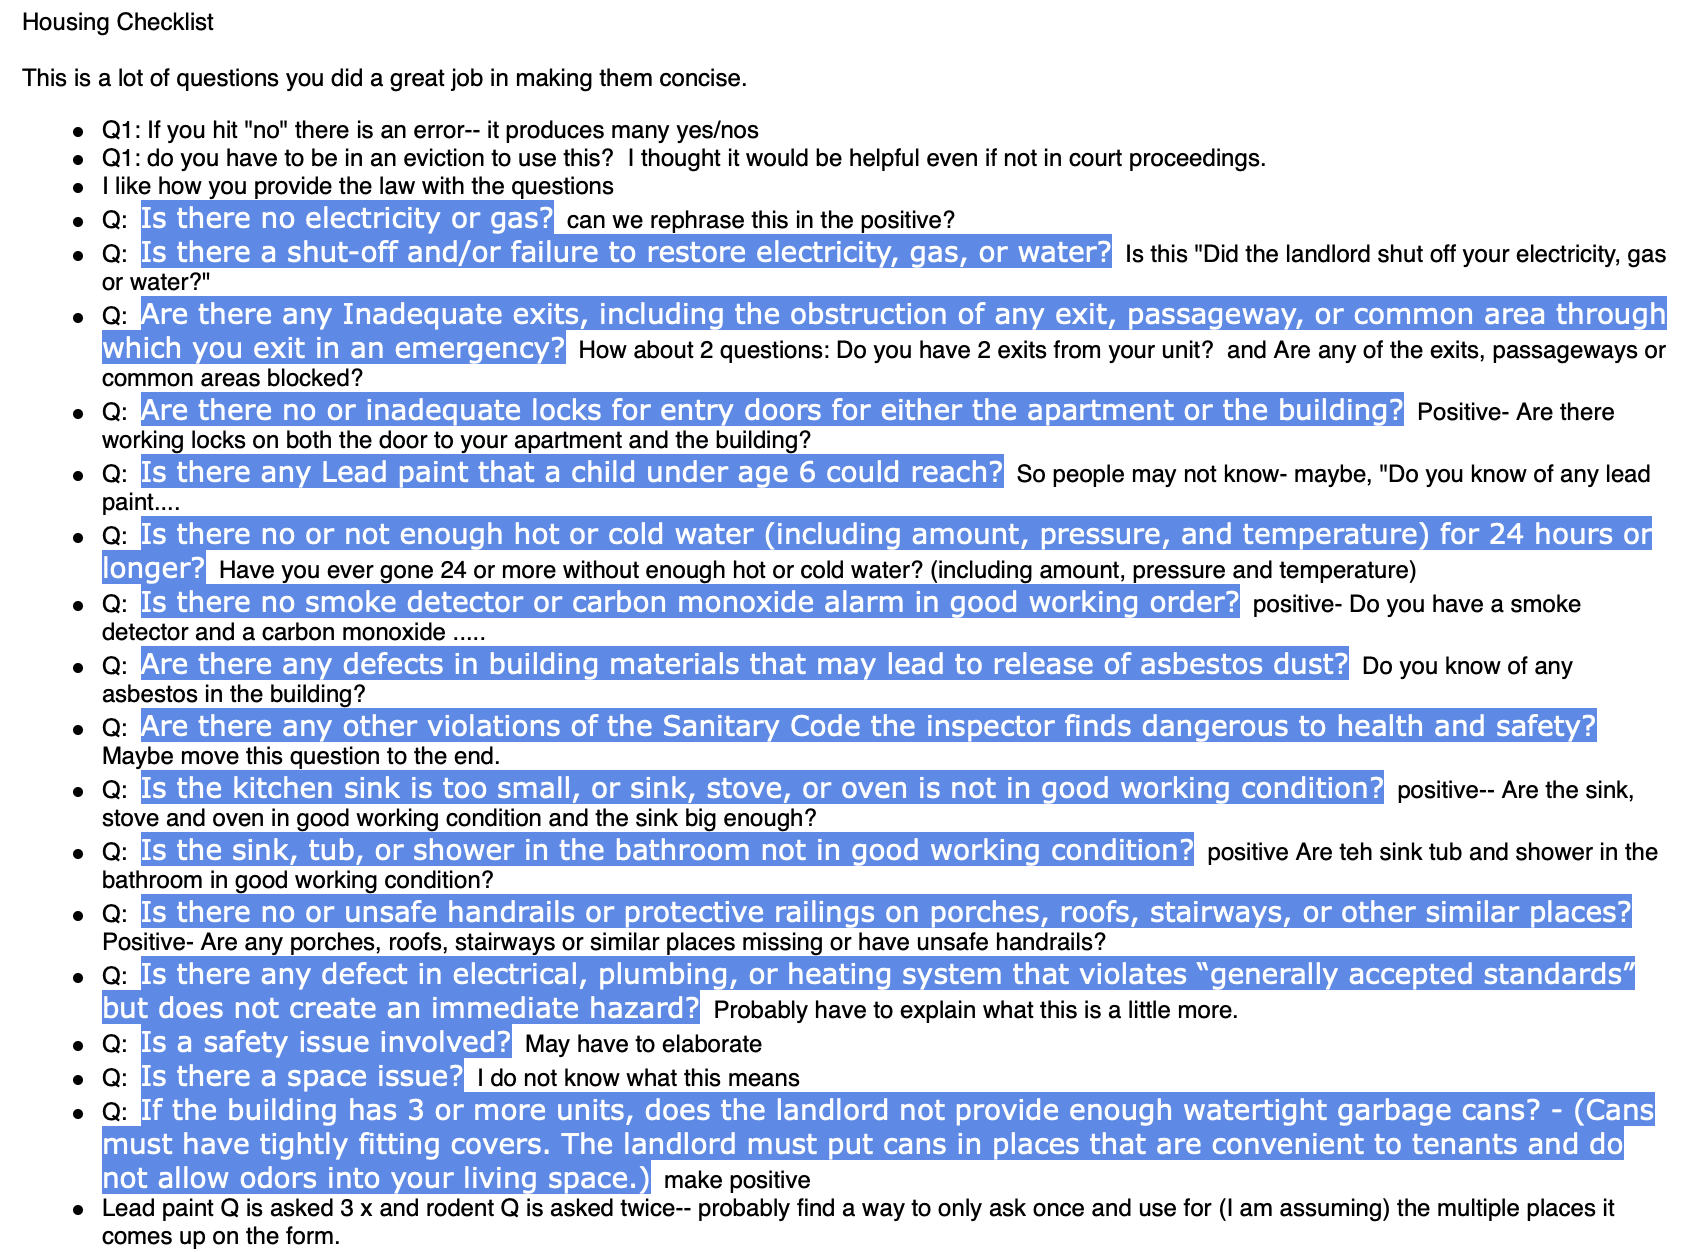 Housing Checklist
This is a lot of questions you did a great job in making them concise.
● Q1: If you hit "no" there is an error-- it produces many yes/nos
● Q1: do you have to be in an eviction to use this?  I thought it would be helpful even if not in court proceedings.
● I like how you provide the law with the questions
● Q: Is there no electricity or gas? can we rephrase this in the positive?
● Q: Is there a shut-off and/or failure to restore electricity, gas, or water? Is this "Did the landlord shut off your electricity, gas
or water?"
● Q: Are there any Inadequate exits, including the obstruction of any exit, passageway, or common area through
which you exit in an emergency? How about 2 questions: Do you have 2 exits from your unit?  and Are any of the exits, passageways or
common areas blocked?
● Q: Are there no or inadequate locks for entry doors for either the apartment or the building? Positive- Are there
working locks on both the door to your apartment and the building?
● Q: Is there any Lead paint that a child under age 6 could reach? So people may not know- maybe, "Do you know of any lead
paint....
● Q: Is there no or not enough hot or cold water (including amount, pressure, and temperature) for 24 hours or
longer? Have you ever gone 24 or more without enough hot or cold water? (including amount, pressure and temperature)
● Q: Is there no smoke detector or carbon monoxide alarm in good working order? positive- Do you have a smoke
detector and a carbon monoxide .....
● Q: Are there any defects in building materials that may lead to release of asbestos dust? Do you know of any
asbestos in the building?
● Q: Are there any other violations of the Sanitary Code the inspector finds dangerous to health and safety?
Maybe move this question to the end.
● Q: Is the kitchen sink is too small, or sink, stove, or oven is not in good working condition? positive-- Are the sink,
stove and oven in good working condition and the sink big enough?
● Q: Is the sink, tub, or shower in the bathroom not in good working condition? positive Are teh sink tub and shower in the
bathroom in good working condition?
● Q: Is there no or unsafe handrails or protective railings on porches, roofs, stairways, or other similar places?
Positive- Are any porches, roofs, stairways or similar places missing or have unsafe handrails?
● Q: Is there any defect in electrical, plumbing, or heating system that violates “generally accepted standards”
but does not create an immediate hazard? Probably have to explain what this is a little more.
● Q: Is a safety issue involved? May have to elaborate
● Q: Is there a space issue? I do not know what this means
● Q: If the building has 3 or more units, does the landlord not provide enough watertight garbage cans? - (Cans
must have tightly fitting covers. The landlord must put cans in places that are convenient to tenants and do
not allow odors into your living space.) make positive
● Lead paint Q is asked 3 x and rodent Q is asked twice-- probably find a way to only ask once and use for (I am assuming) the multiple places it
comes up on the form.